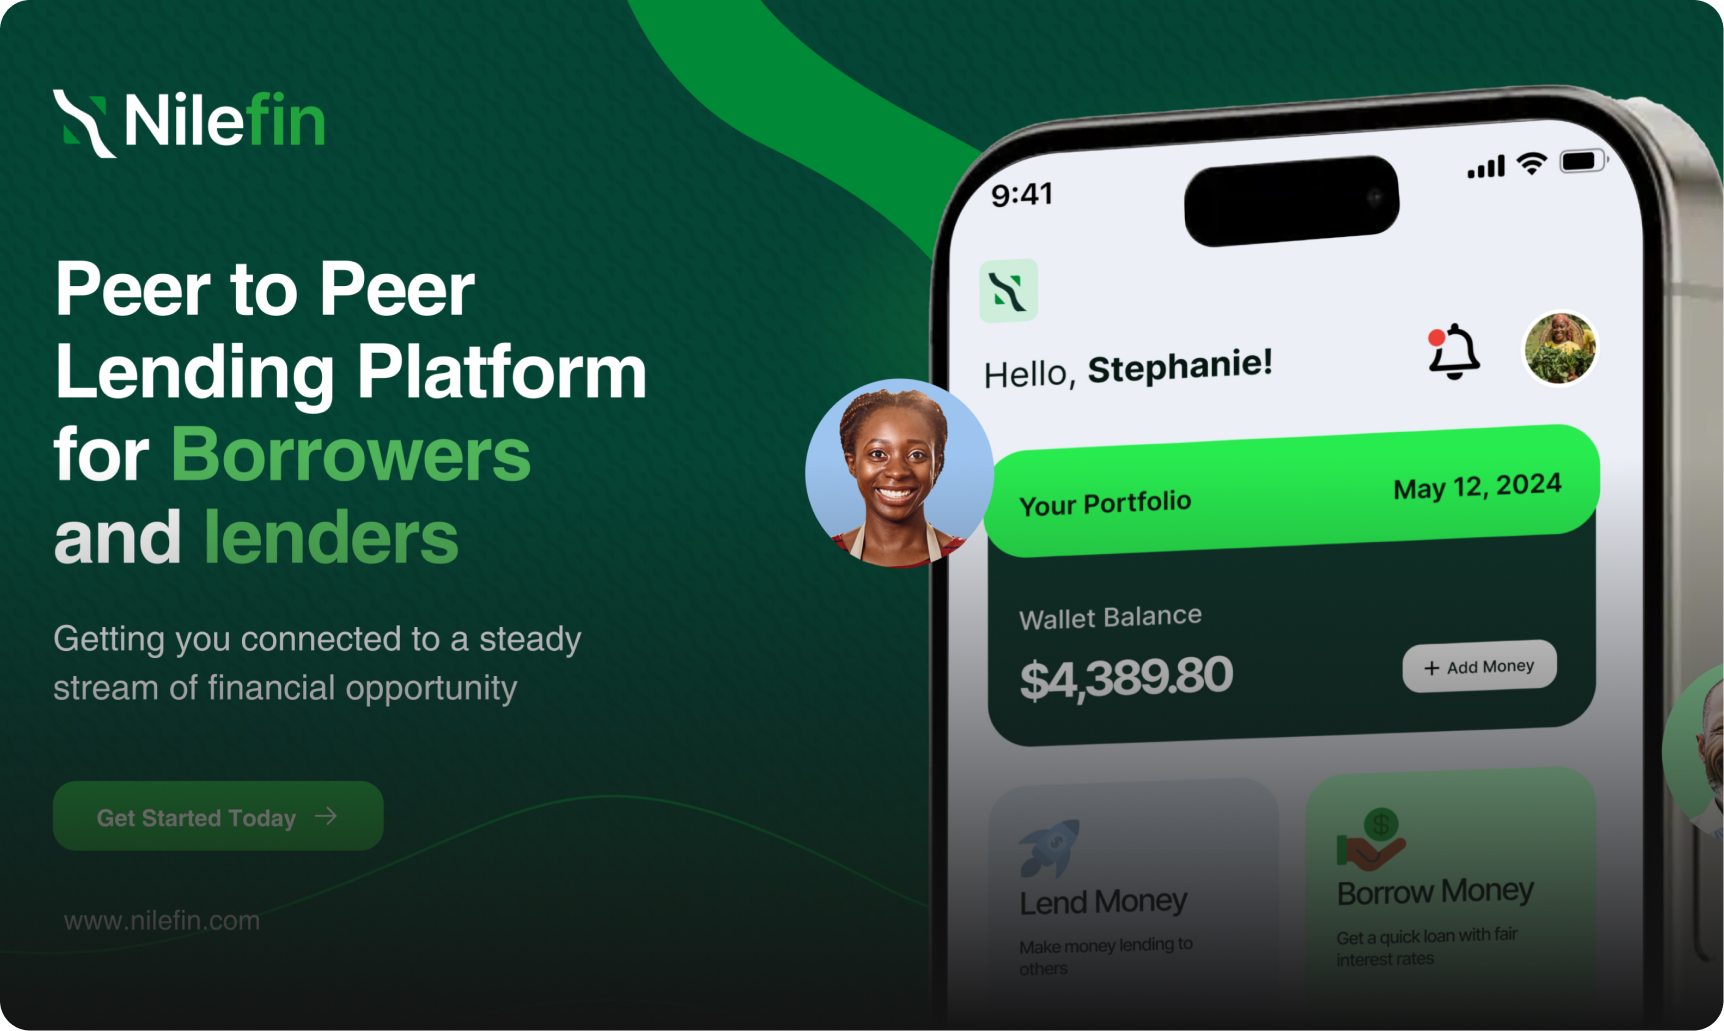 Nilefin
Peer to Peer
Lending Platform
for Borrowers
and lenders
Getting you connected to a steady
stream of financial opportunity
Get Started Today →
www.nilefin.com
9:41
Hello, Stephanie!
Your Portfolio
May 12, 2024
Wallet Balance
$4,389.80
+ Add Money
Lend Money
Make money lending to
others
$
Borrow Money
Get a quick loan with fair
interest rates